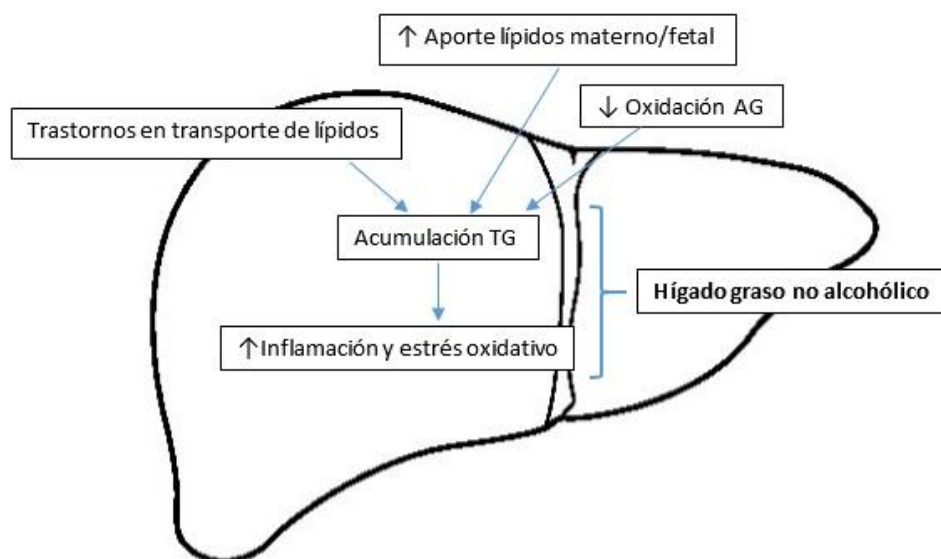 ↑ Aporte lípidos materno/fetal
↓ Oxidación AG
Trastornos en transporte de lípidos
Acumulación TG
Hígado graso no alcohólico
↑Inflamación y estrés oxidativo